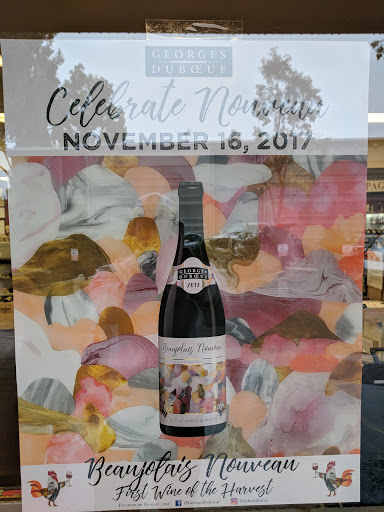 GEORGES
DUBŒUF
Celebrate Nouveau
NOVEMBER 16, 2017
GEORGES
DUBŒUF
2017
Beaujolais Nouveau
Beaujolais Nouveau
First Wine of the Harvest